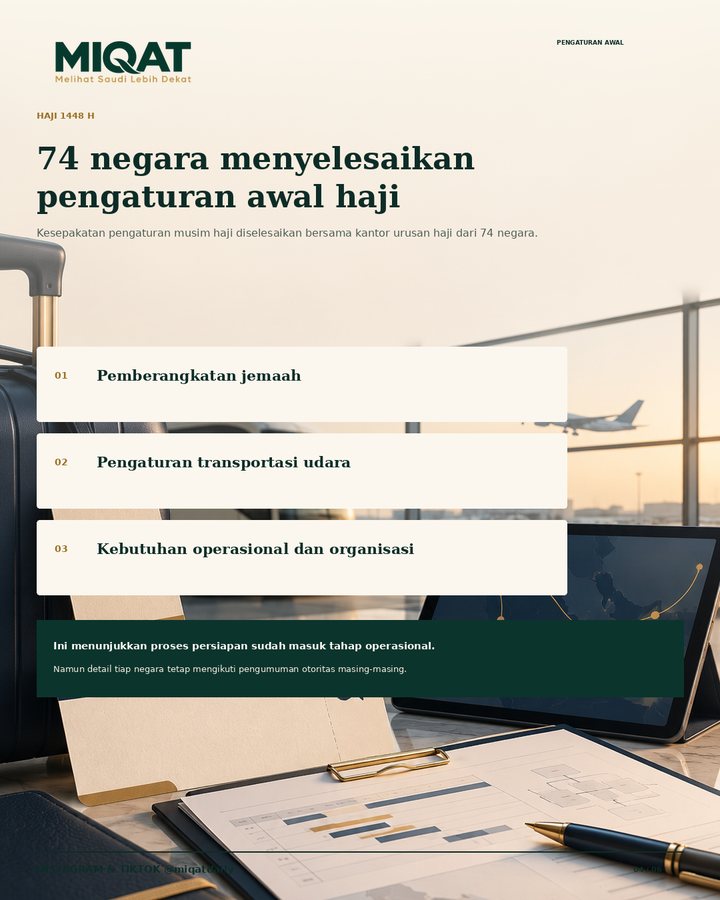 MIQAT
Melihat Saudi Lebih Dekat
PENGATURAN AWAL
HAJI 1448 H
74 negara menyelesaikan
pengaturan awal haji
Kesepakatan pengaturan musim haji diselesaikan bersama kantor urusan haji dari 74 negara.
01 Pemberangkatan jemaah
02 Pengaturan transportasi udara
03 Kebutuhan operasional dan organisasi
Ini menunjukkan proses persiapan sudah masuk tahap operasional.
Namun detail tiap negara tetap mengikuti pengumuman otoritas masing-masing.
INSTAGRAM & TIKTOK